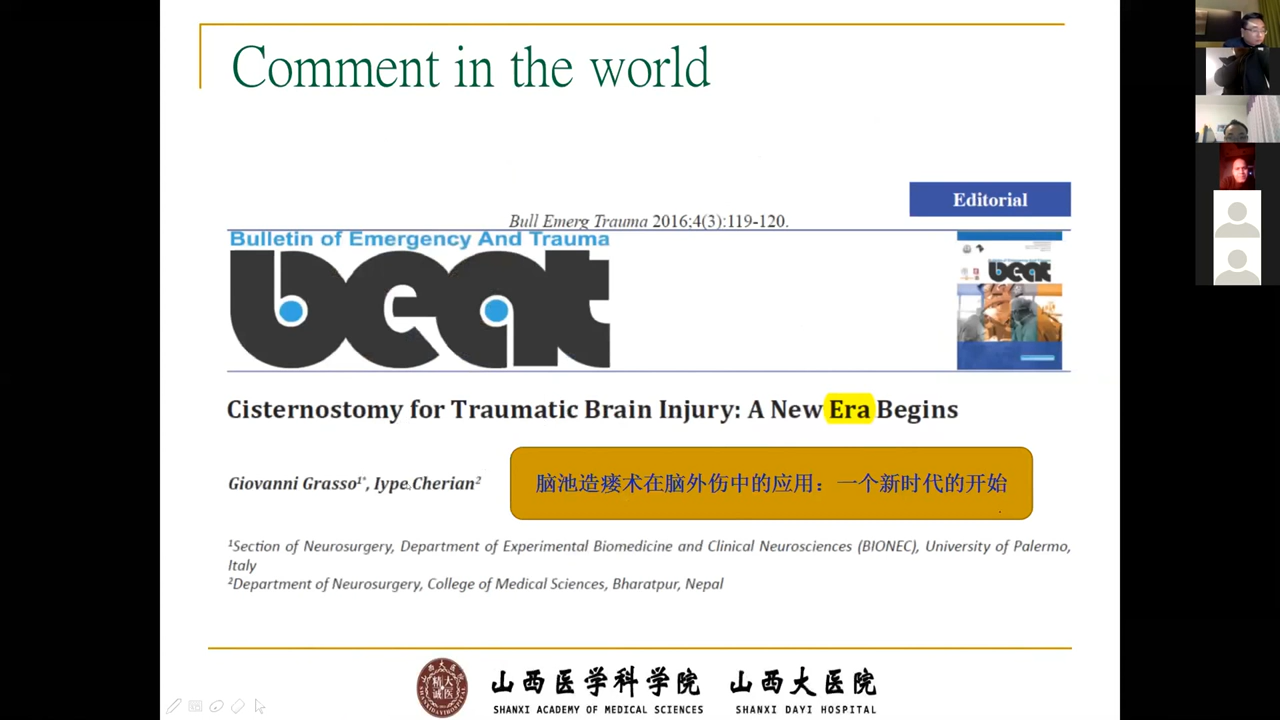 Comment in the world
Editorial
Bull Emerg Trauma 2016;4(3):119-120.
Bulletin of Emergency And Trauma
beat
beat
Cisternostomy for Traumatic Brain Injury: A New Era Begins
Giovanni Grasso1*, Iype Cherian2
脑池造瘘术在脑外伤中的应用：一个新时代的开始
1Section of Neurosurgery, Department of Experimental Biomedicine and Clinical Neurosciences (BIONEC), University of Palermo,
Italy
2Department of Neurosurgery, College of Medical Sciences, Bharatpur, Nepal
山西医学科学院 山西大医院
SHANXI ACADEMY OF MEDICAL SCIENCES SHANXI DAYI HOSPITAL